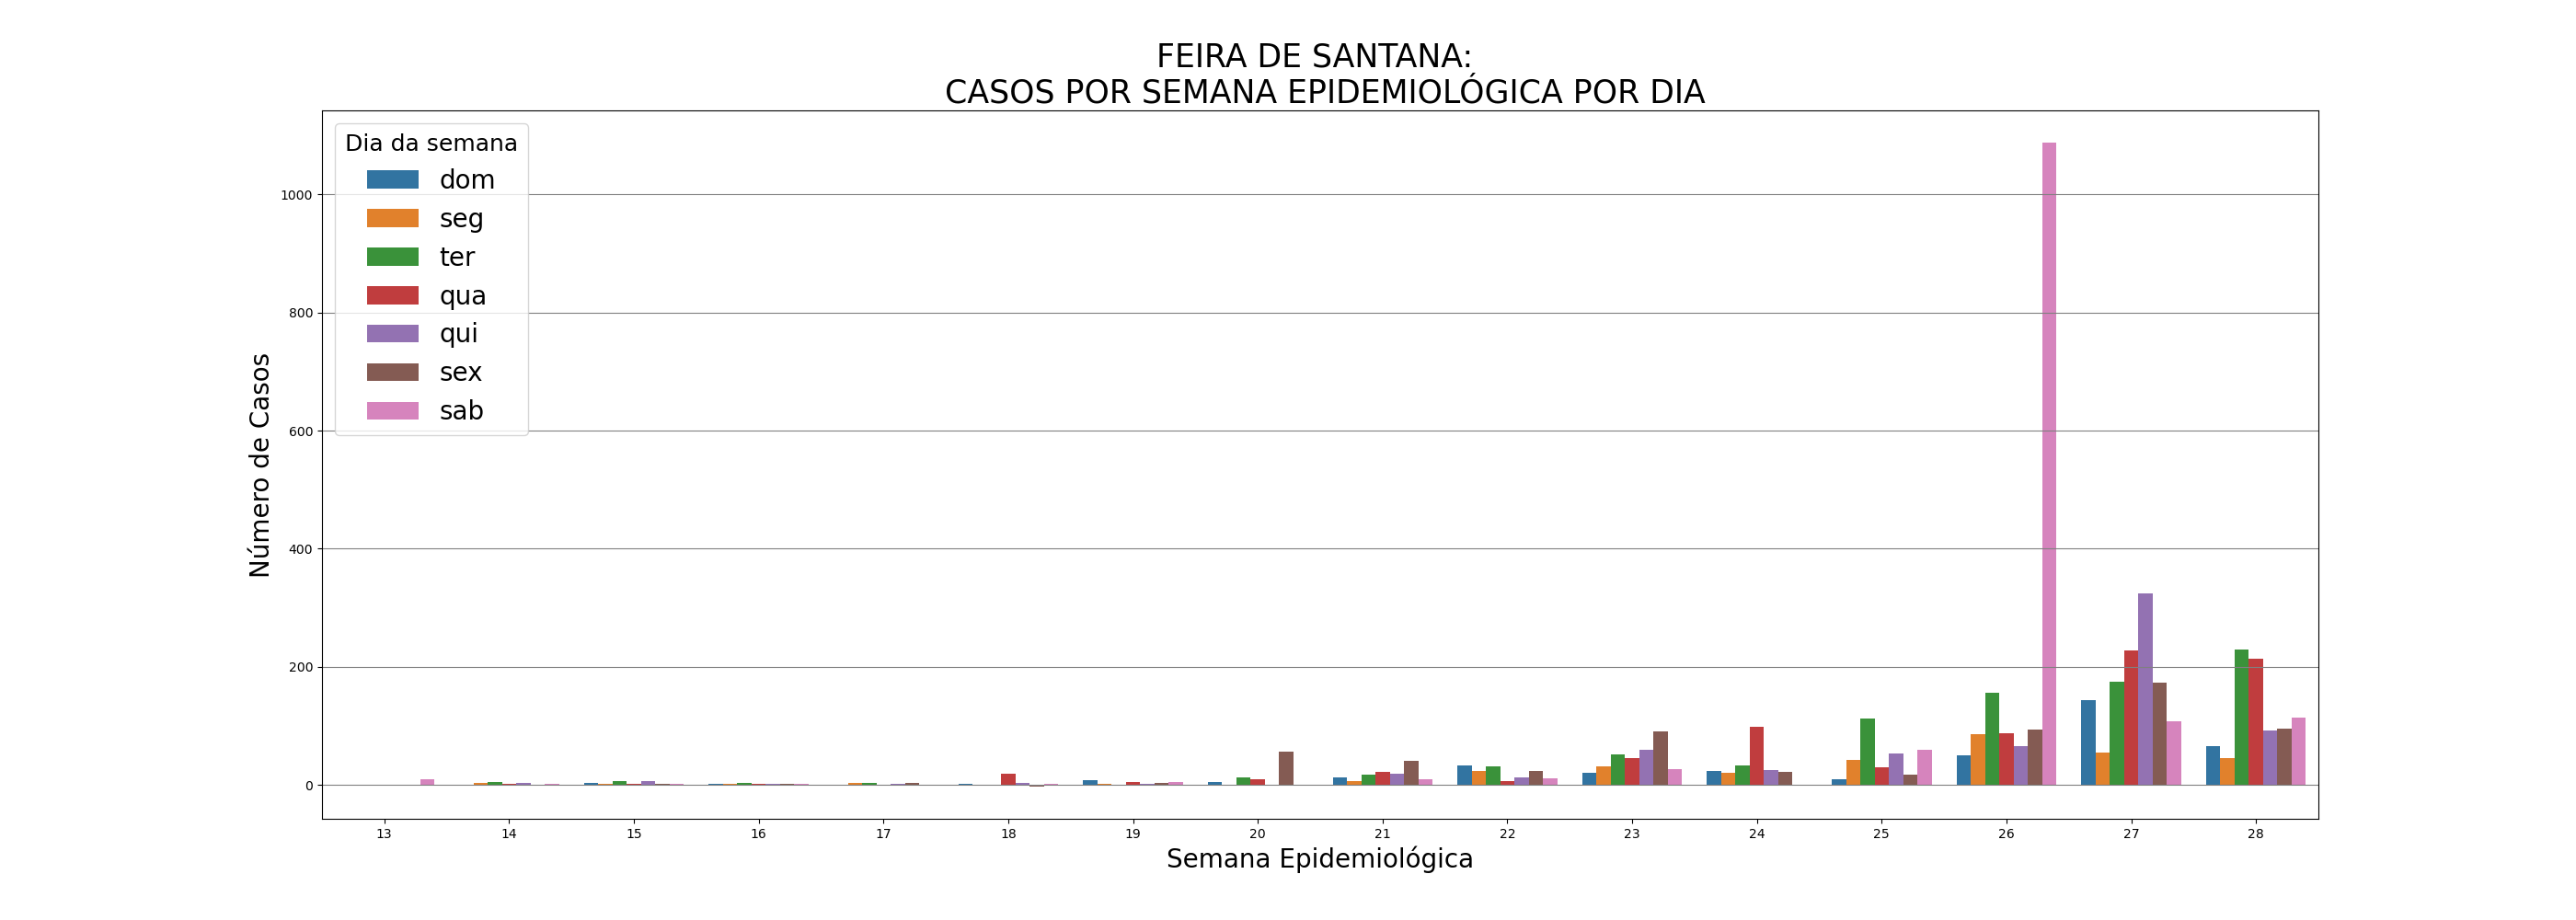 FEIRA DE SANTANA:
CASOS POR SEMANA EPIDEMIOLÓGICA POR DIA
Dia da semana
dom
seg
ter
qua
qui
sex
sab
Número de Casos
1000
800
600
400
200
0
13 14 15 16 17 18 19 20 21 22 23 24 25 26 27 28
Semana Epidemiológica